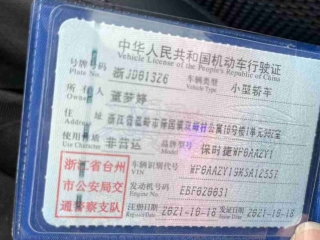 中华人民共和国机动车行驶证
Vehicle License of the People's Republic of China
号牌号码 浙JD81326 车辆类型 小型轿车
Plate No. Vehicle Type
所有人 董梦婷
Owner
住址
使用性质 非营运 品牌型号 保时捷WP0AA2Y1
Use Character Model
浙江省台州
市公安局交
通警察支队
车辆识别代号
VIN
发动机号码
Engine No.
注册日期 2021-10-18 发证日期 2021-10-18
Register Date Issue Date